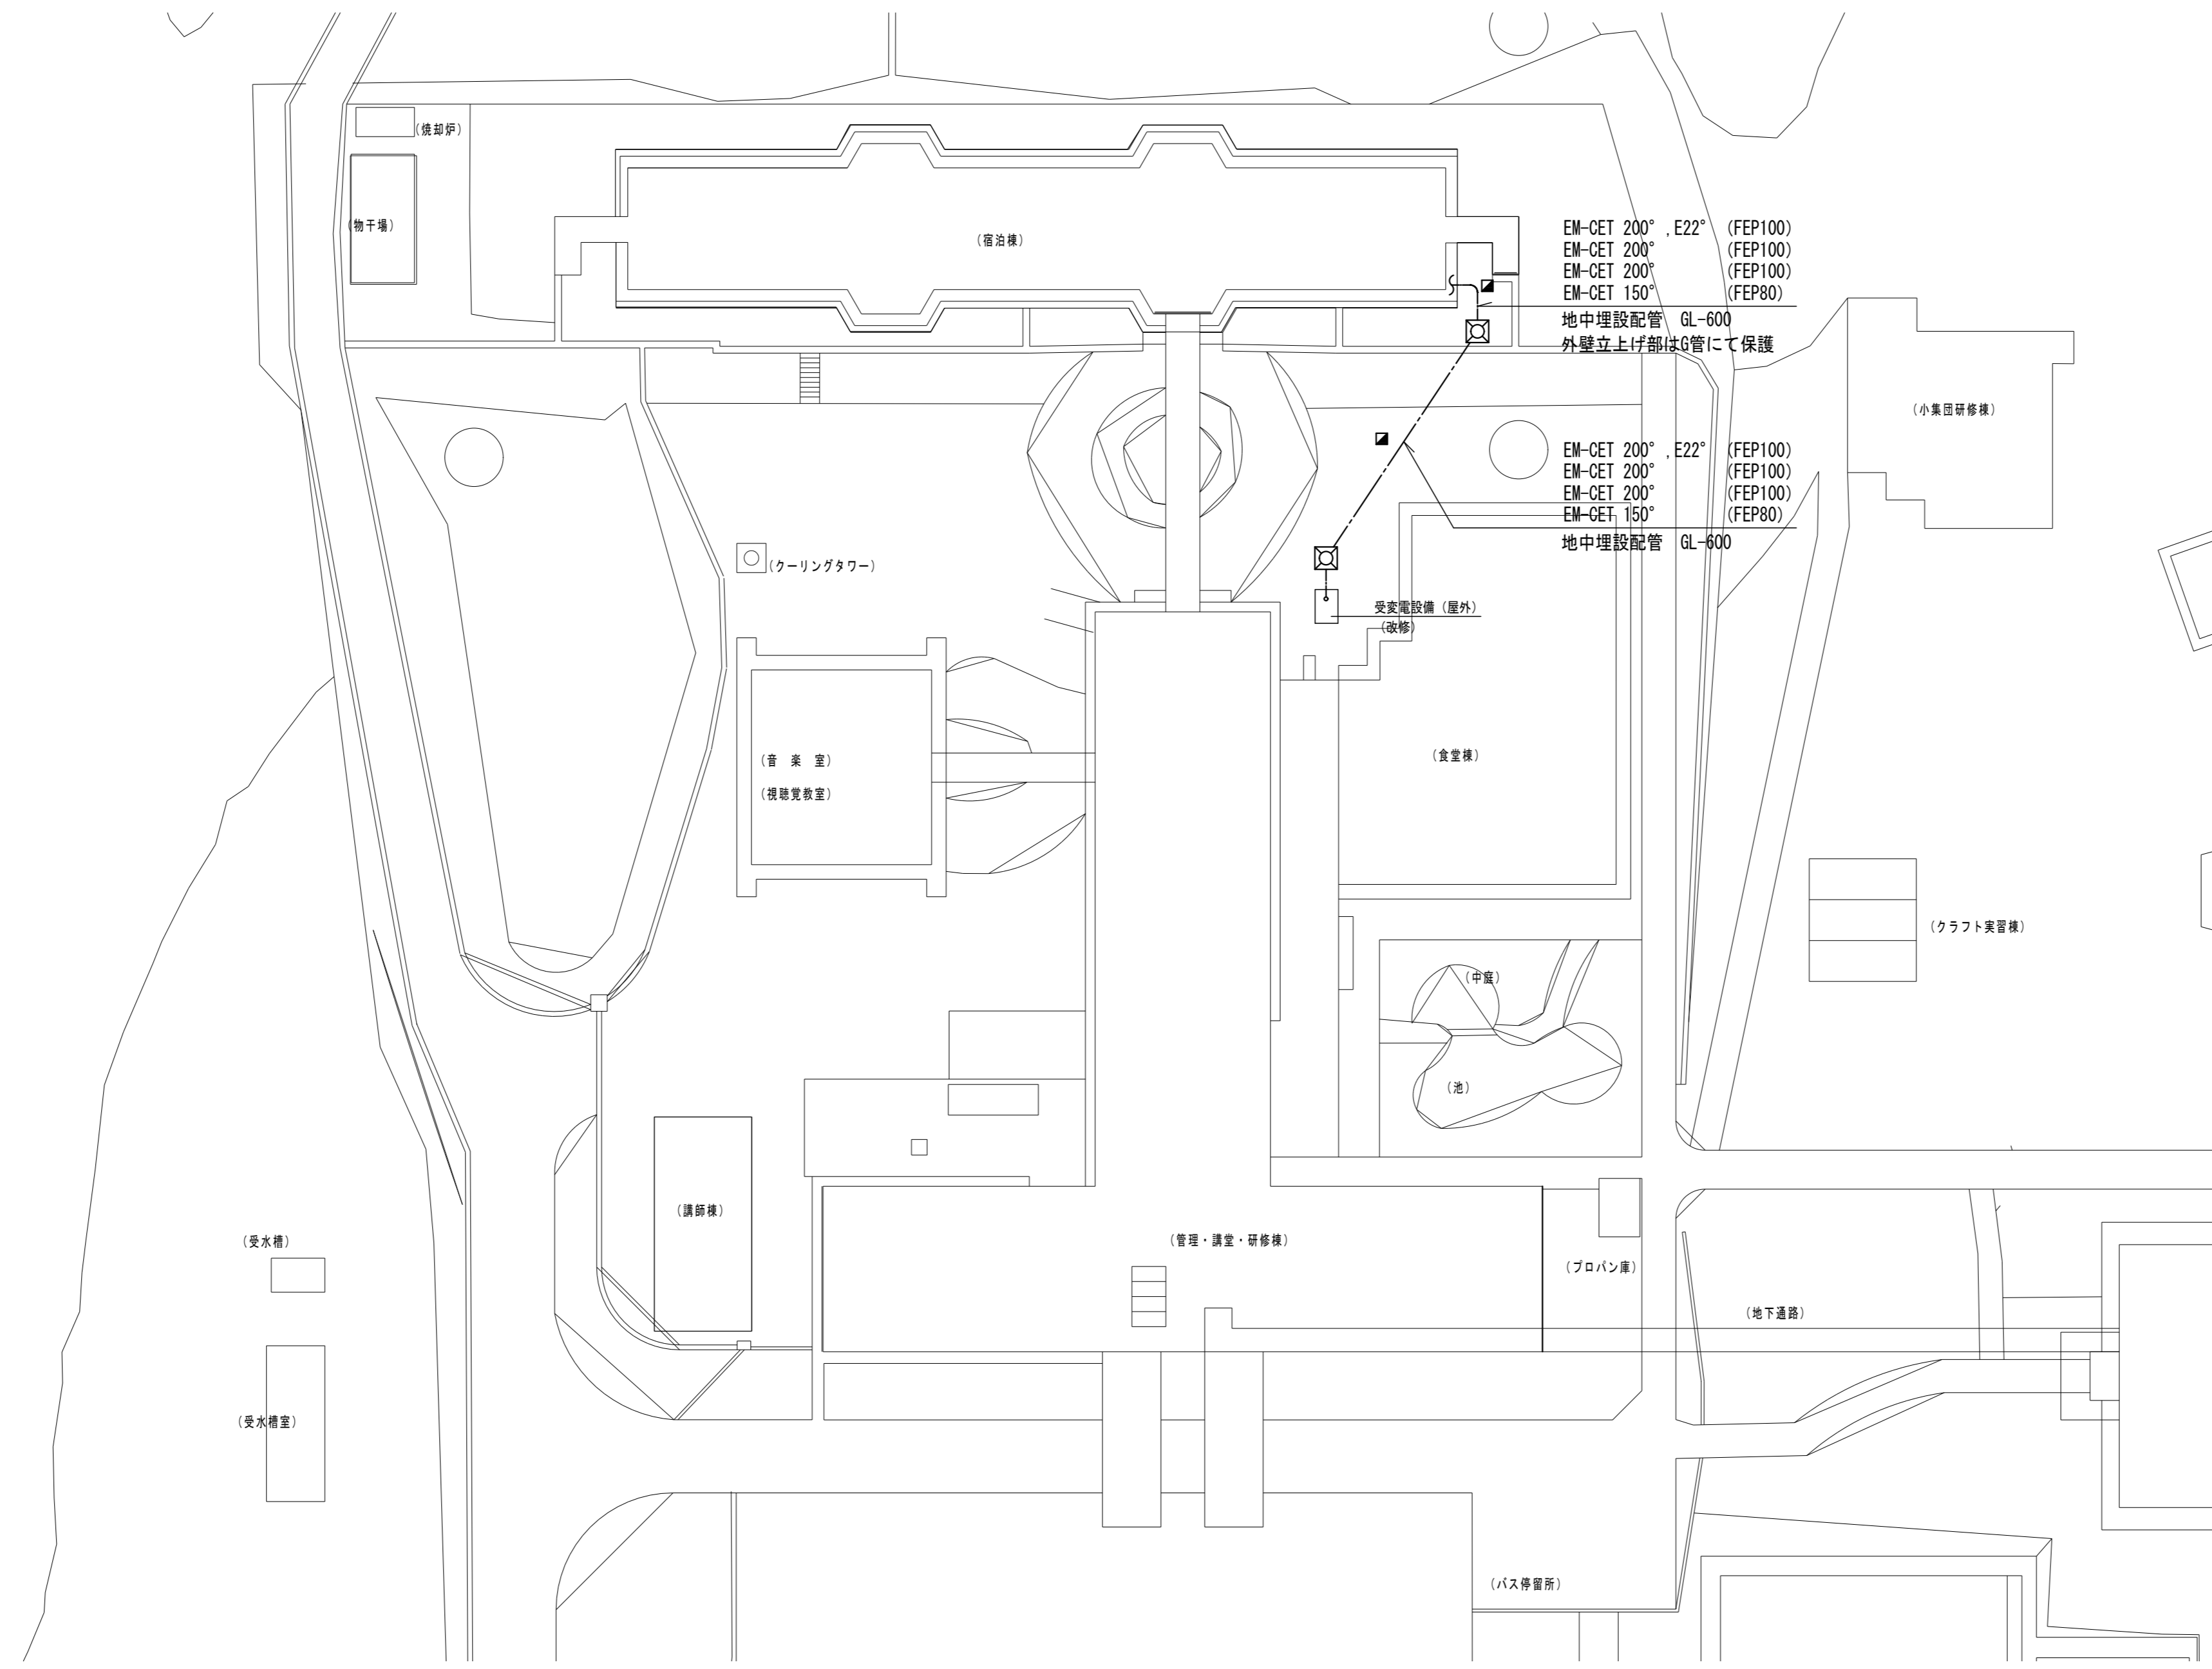 (焼却炉)
(物干場)
(宿泊棟)
EM-CET 200°,E22° (FEP100)
EM-CET 200° (FEP100)
EM-CET 200° (FEP100)
EM-CET 150° (FEP80)
地中埋設配管 GL-600
外壁立上げ部はG管にて保護
(小集団研修棟)
EM-CET 200°,E22° (FEP100)
EM-CET 200° (FEP100)
EM-CET 200° (FEP100)
EM-CET 150° (FEP80)
地中埋設配管 GL-600
(クーリングタワー)
受変電設備(屋外)
(改修)
(音 楽 室)
(視聴覚教室)
(食堂棟)
(クラフト実習棟)
(中庭)
(池)
(講師棟)
(受水槽)
(管理・講堂・研修棟)
(プロパン庫)
(地下通路)
(受水槽室)
(バス停留所)